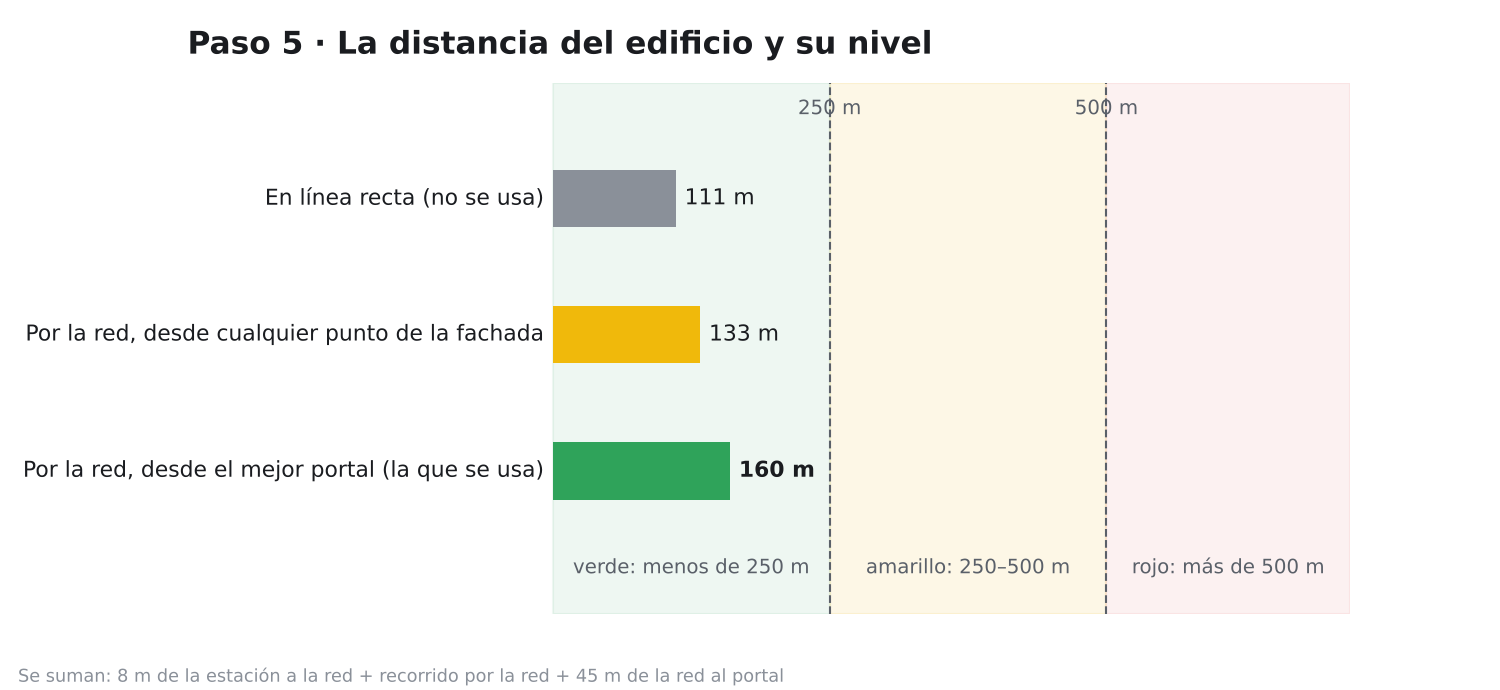 Paso 5 · La distancia del edificio y su nivel
250 m
500 m
En línea recta (no se usa)
111 m
Por la red, desde cualquier punto de la fachada
133 m
Por la red, desde el mejor portal (la que se usa)
160 m
verde: menos de 250 m
amarillo: 250–500 m
rojo: más de 500 m
Se suman: 8 m de la estación a la red + recorrido por la red + 45 m de la red al portal